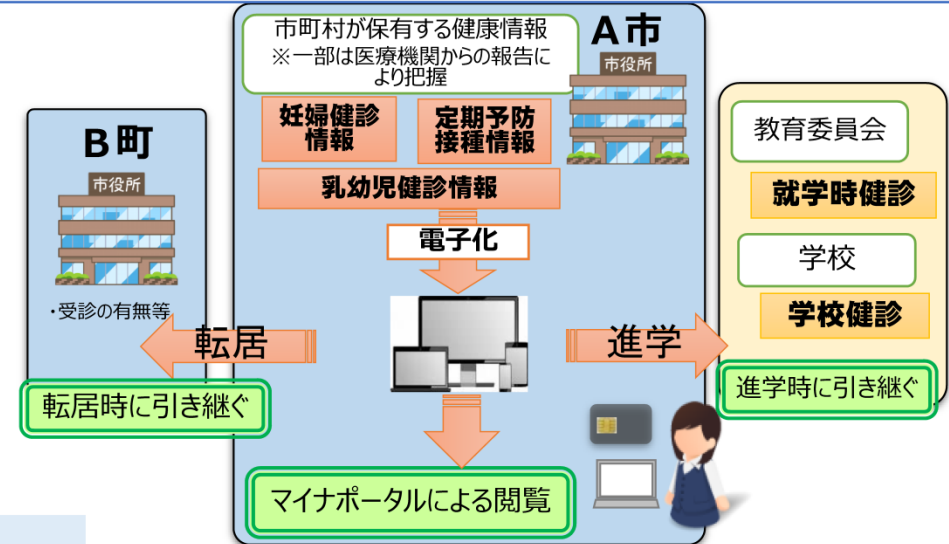 市町村が保有する健康情報
※一部は医療機関からの報告に
より把握
A市
市役所
妊婦健診
情報
定期予防
接種情報
乳幼児健診情報
電子化
B町
市役所
・受診の有無等
転居
転居時に引き継ぐ
進学
教育委員会
就学時健診
学校
学校健診
進学時に引き継ぐ
マイナポータルによる閲覧